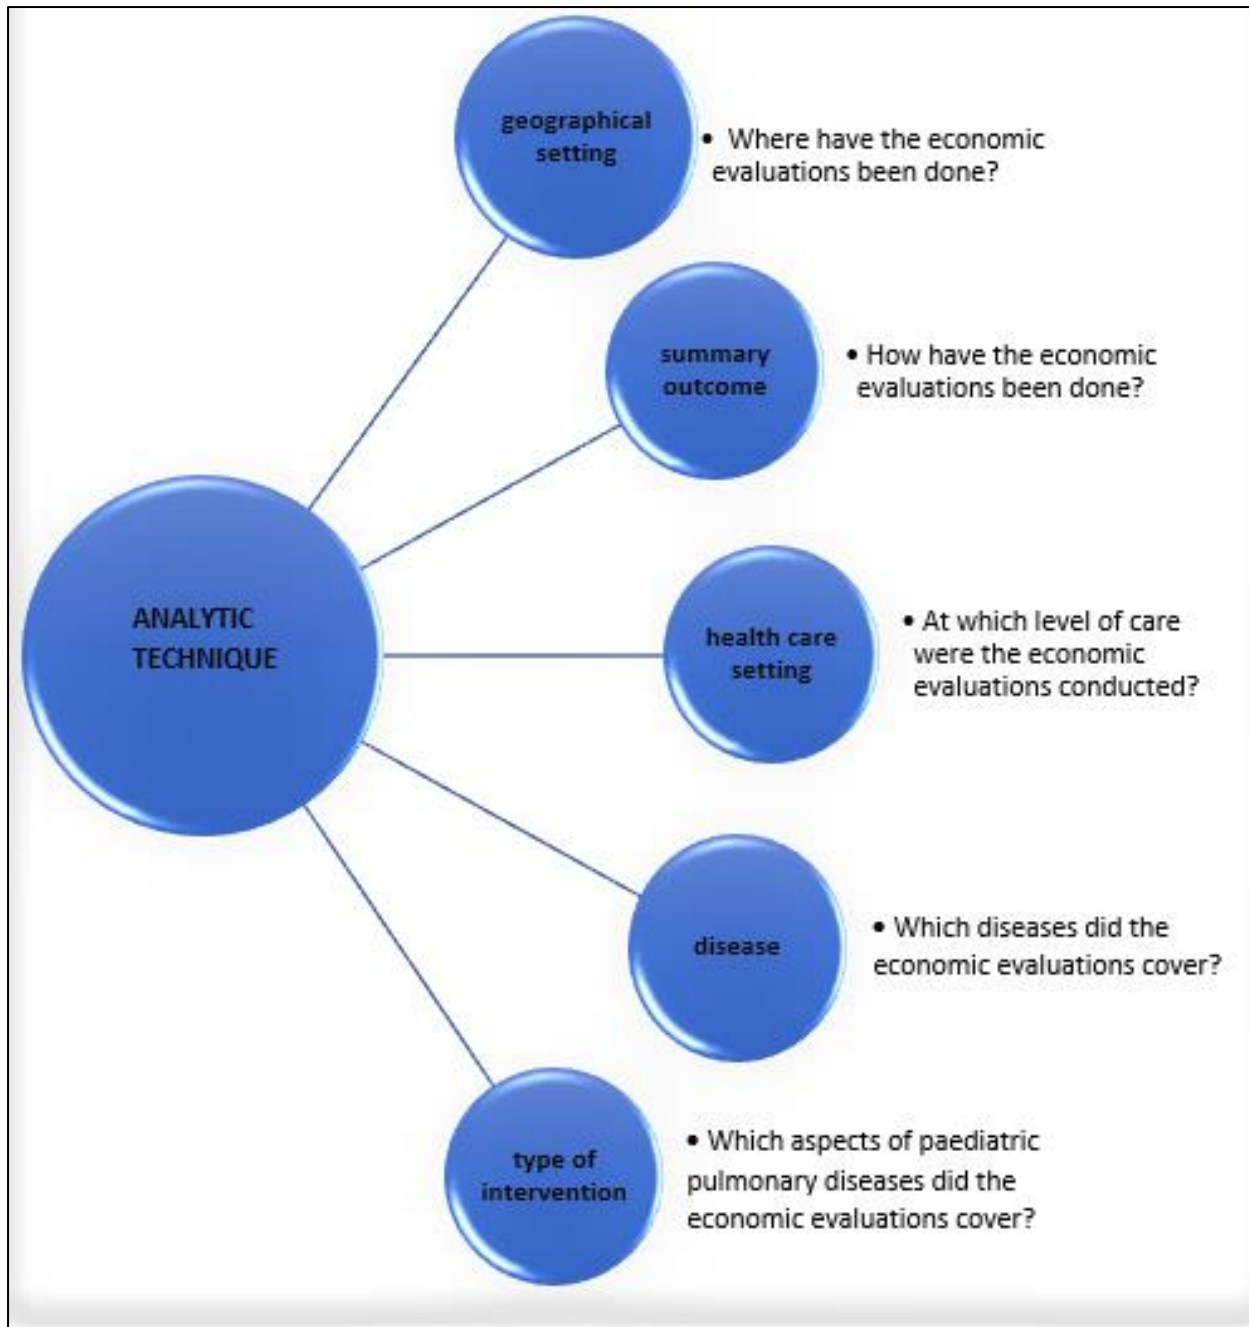 geographical
setting
• Where have the economic
evaluations been done?
summary
outcome
• How have the economic
evaluations been done?
ANALYTIC
TECHNIQUE
health care
setting
• At which level of care
were the economic
evaluations conducted?
disease
• Which diseases did the
economic evaluations cover?
type of
intervention
• Which aspects of paediatric
pulmonary diseases did the
economic evaluations cover?